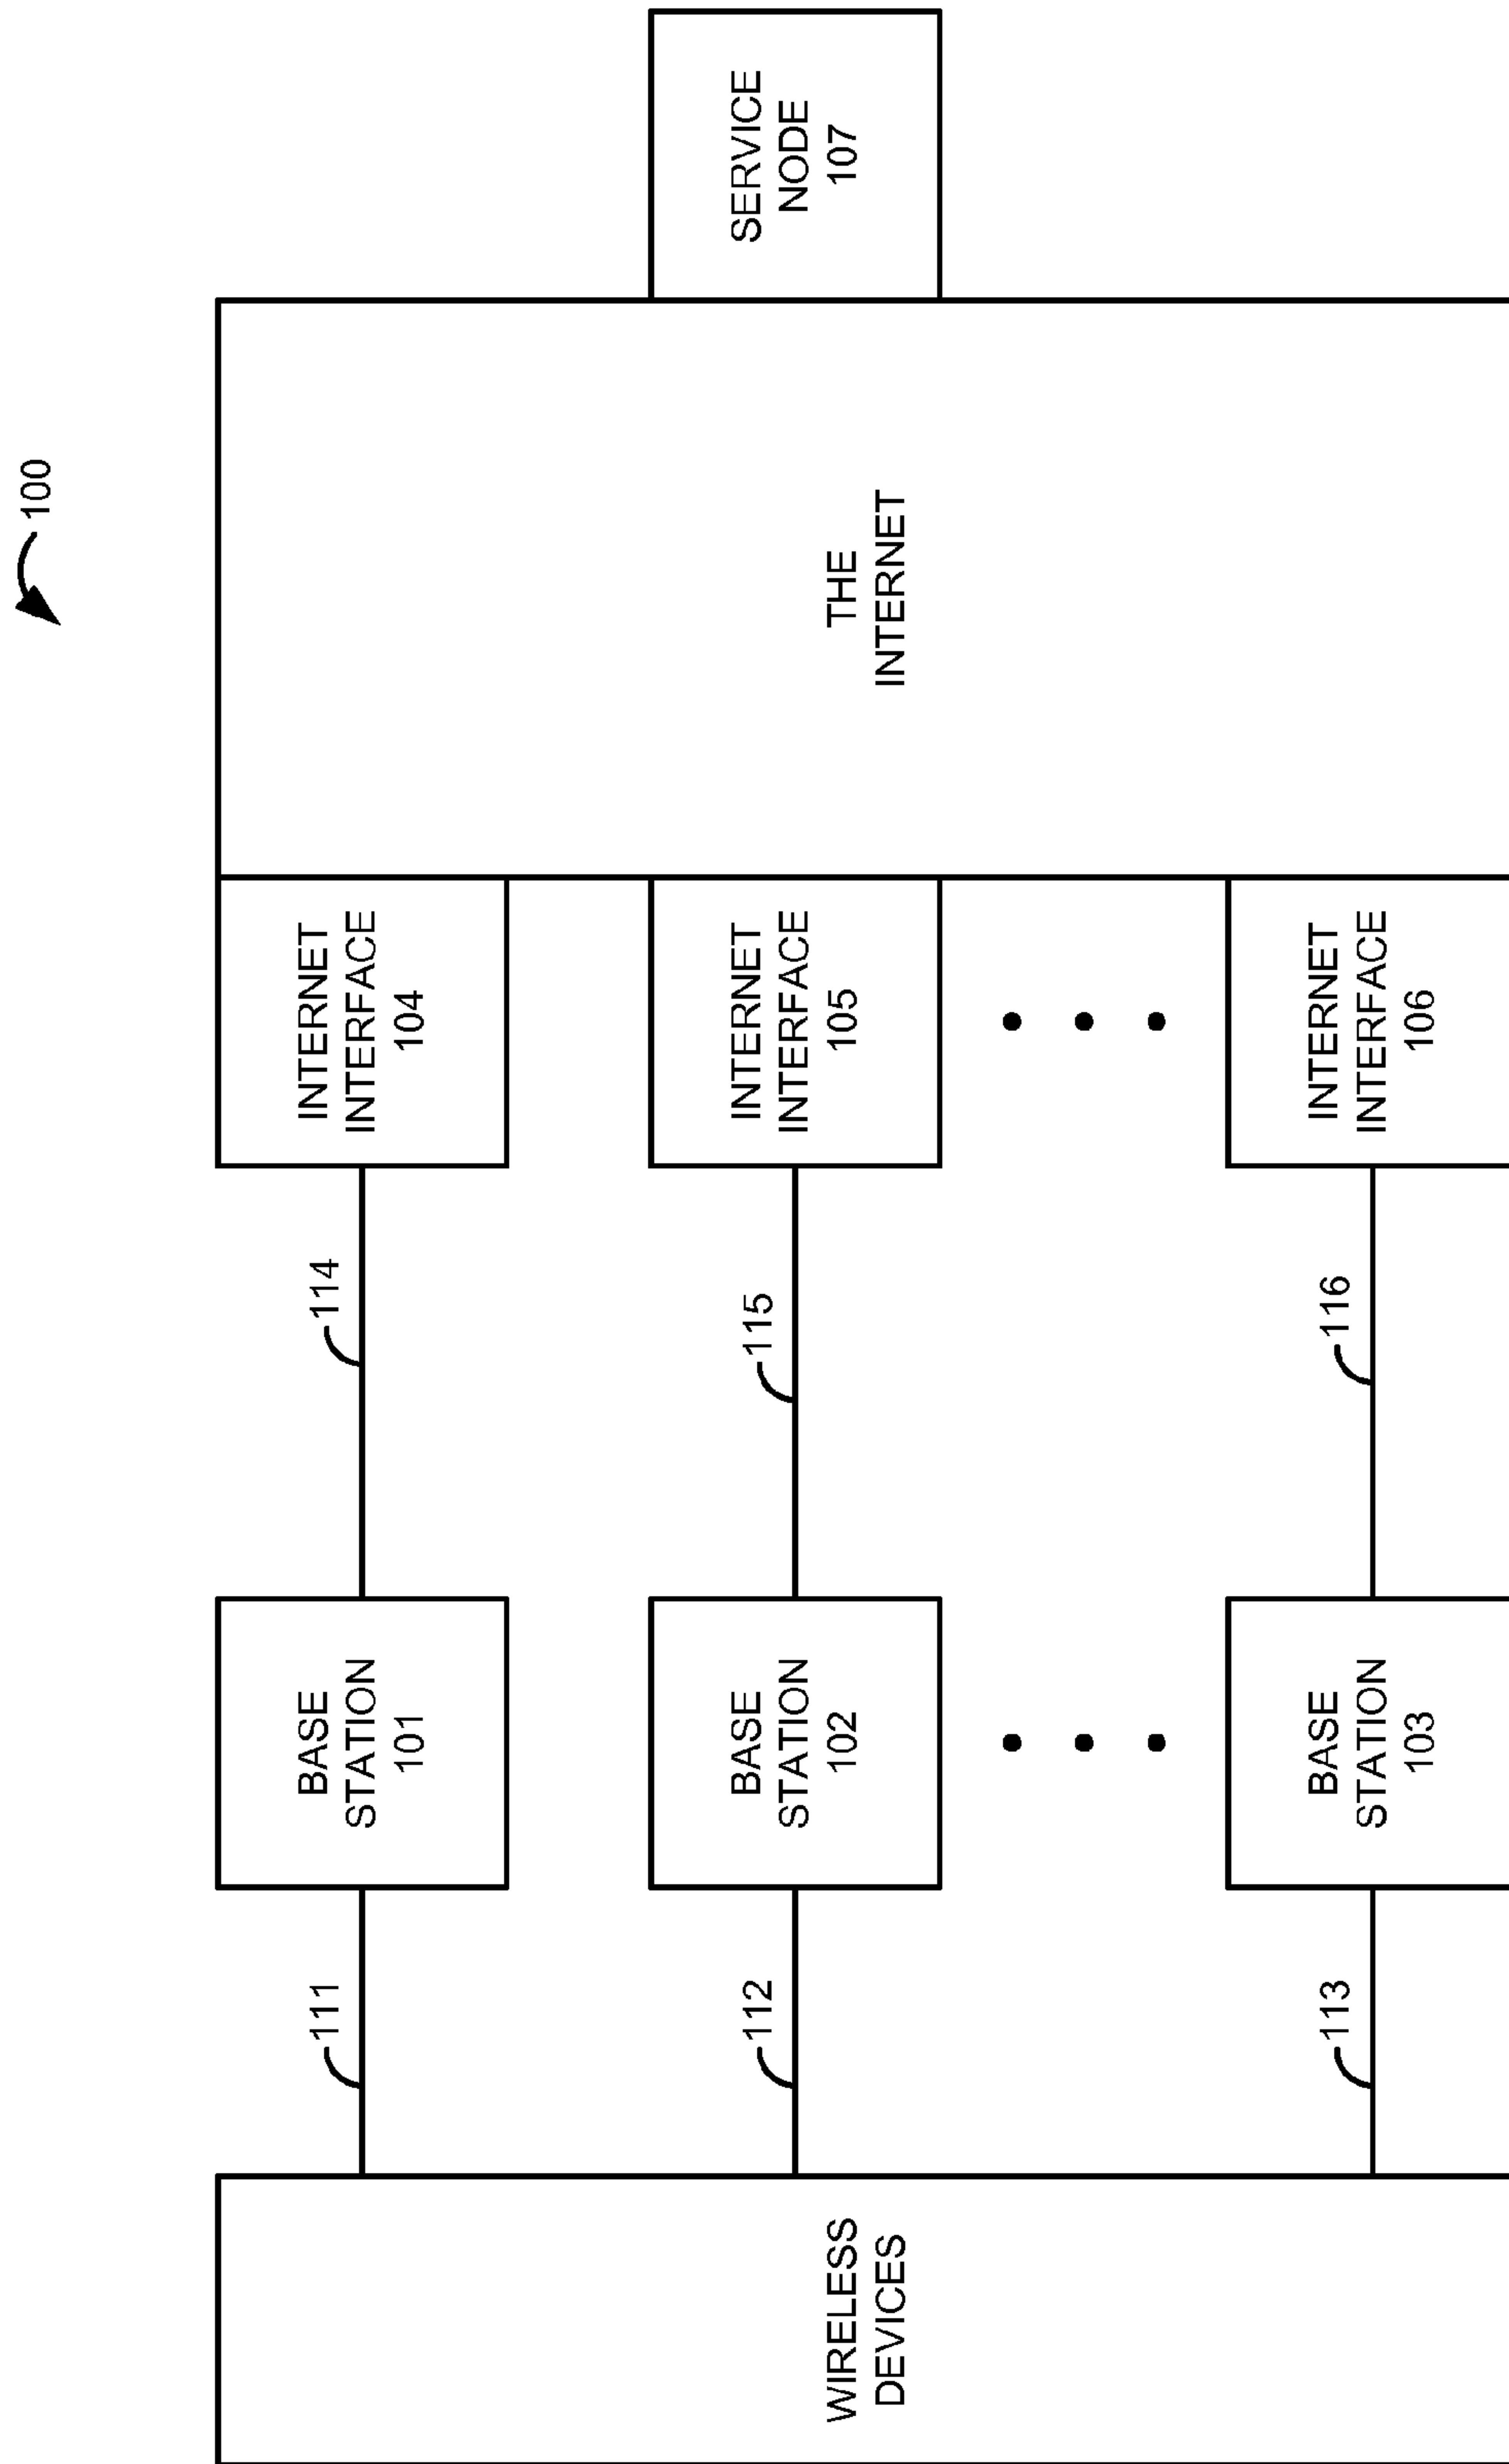 100
WIRELESS
DEVICES
111
BASE
STATION
101
114
INTERNET
INTERFACE
104
112
BASE
STATION
102
115
INTERNET
INTERFACE
105
113
BASE
STATION
103
116
INTERNET
INTERFACE
106
THE
INTERNET
SERVICE
NODE
107